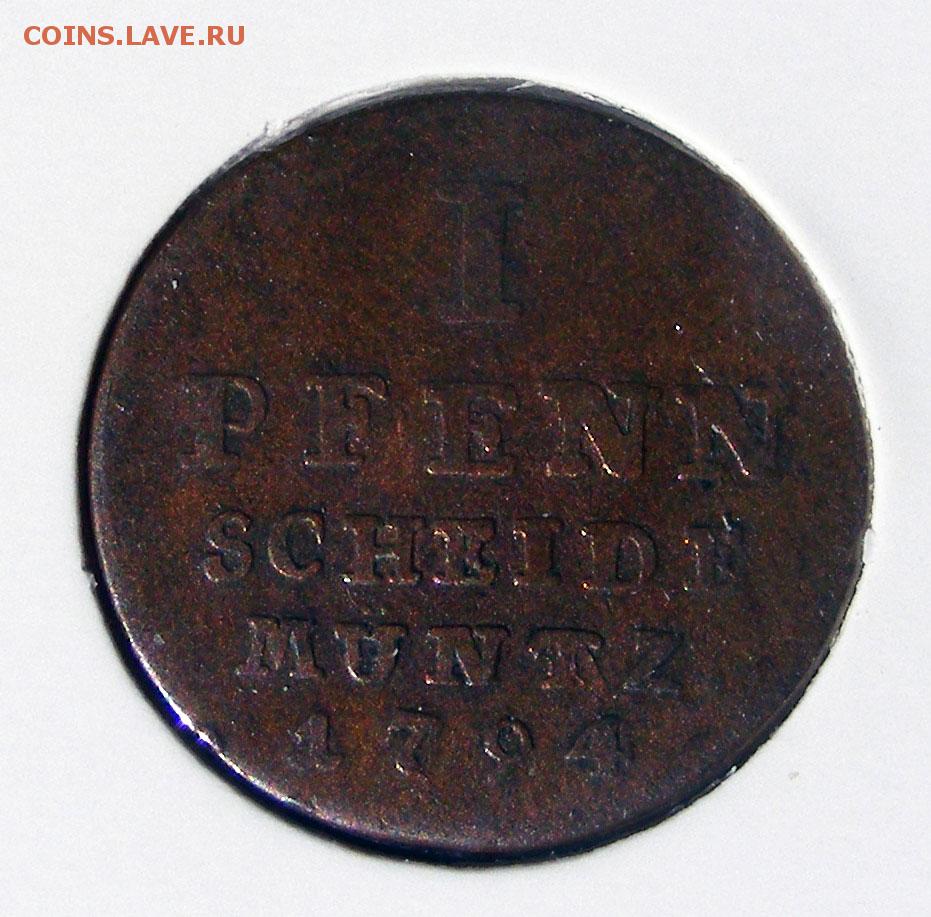 COINS.LAVE.RU
I
PFENN
SCHEIDE
MUNTZ
1794